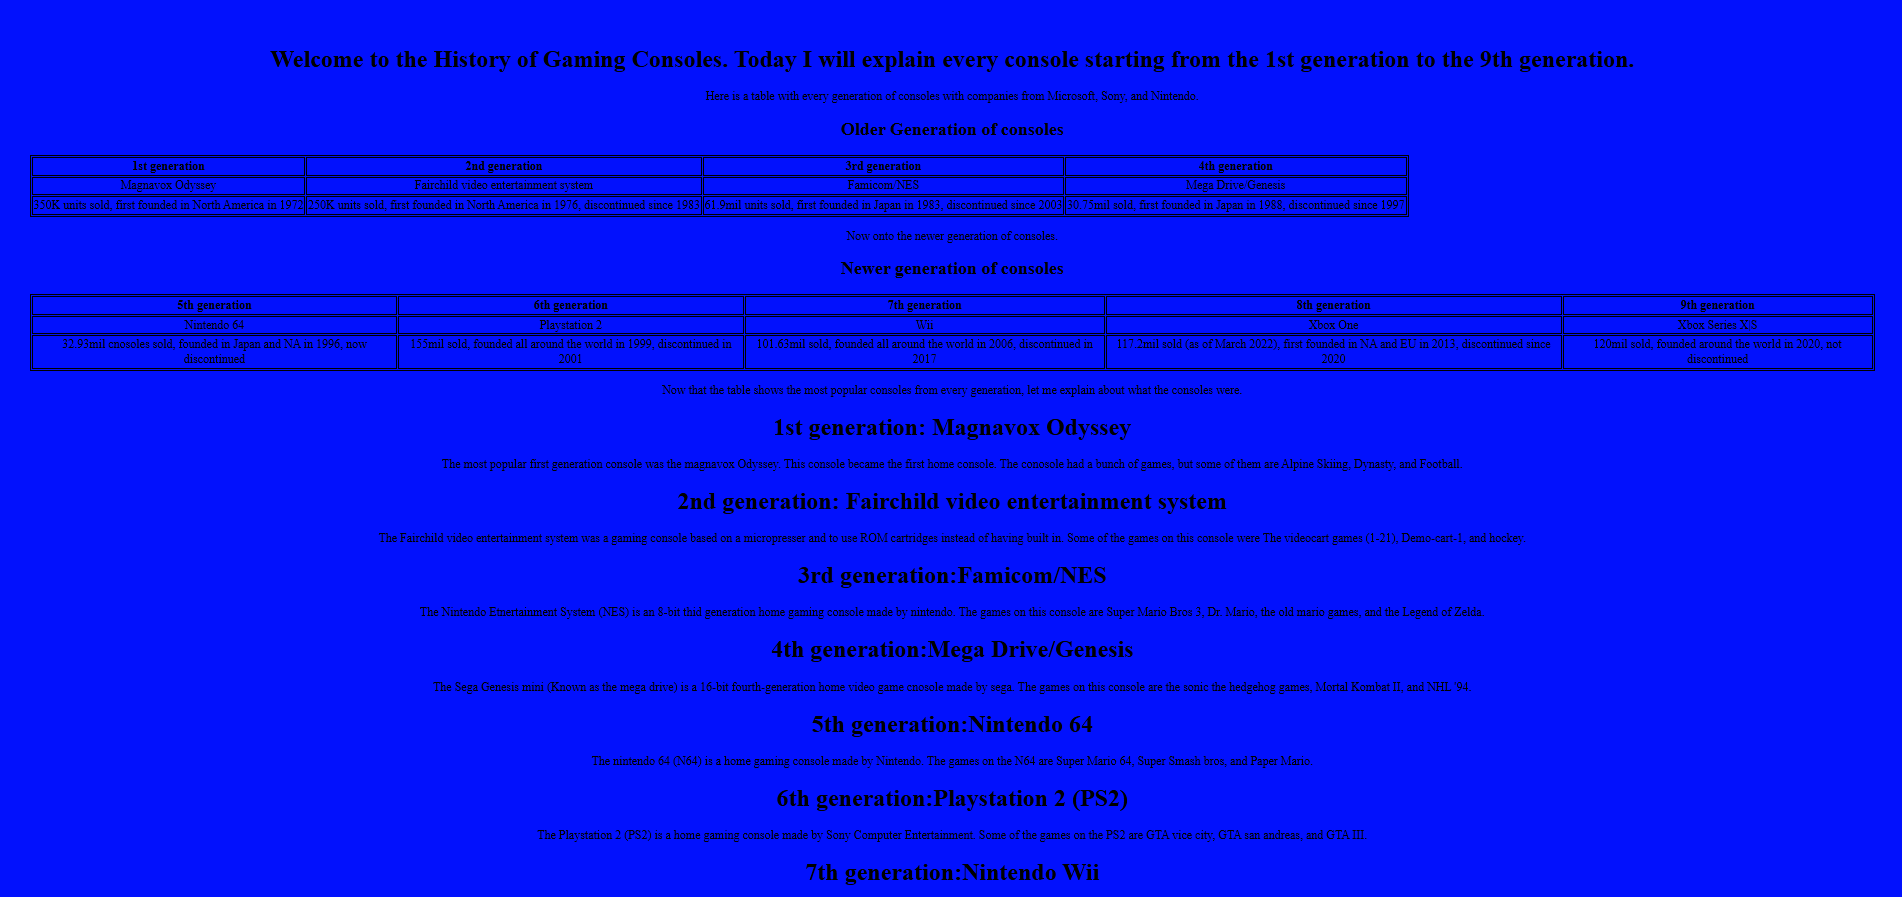 Welcome to the History of Gaming Consoles. Today I will explain every console starting from the 1st generation to the 9th generation.
Here is a table with every generation of consoles with companies from Microsoft, Sony, and Nintendo.
Older Generation of consoles
1st generation 2nd generation 3rd generation 4th generation
Magnavox Odyssey Fairchild video entertainment system Famicom/NES Mega Drive/Genesis
350K units sold, first founded in North America in 1972 250K units sold, first founded in North America in 1976, discontinued since 1983 61.9mil units sold, first founded in Japan in 1983, discontinued since 2003 30.75mil sold, first founded in Japan in 1988, discontinued since 1997
Now onto the newer generation of consoles.
Newer generation of consoles
5th generation 6th generation 7th generation 8th generation 9th generation
Nintendo 64 Playstation 2 Wii Xbox One Xbox Series X|S
32.93mil cnosoles sold, founded in Japan and NA in 1996, now discontinued 155mil sold, founded all around the world in 1999, discontinued in 2001 101.63mil sold, founded all around the world in 2006, discontinued in 2017 117.2mil sold (as of March 2022), first founded in NA and EU in 2013, discontinued since 2020 120mil sold, founded around the world in 2020, not discontinued
Now that the table shows the most popular consoles from every generation, let me explain about what the consoles were.
1st generation: Magnavox Odyssey
The most popular first generation console was the magnavox Odyssey. This console became the first home console. The conosole had a bunch of games, but some of them are Alpine Skiing, Dynasty, and Football.
2nd generation: Fairchild video entertainment system
The Fairchild video entertainment system was a gaming console based on a micropresser and to use ROM cartridges instead of having built in. Some of the games on this console were The videocart games (1-21), Demo-cart-1, and hockey.
3rd generation:Famicom/NES
The Nintendo Etnertainment System (NES) is an 8-bit thid generation home gaming console made by nintendo. The games on this console are Super Mario Bros 3, Dr. Mario, the old mario games, and the Legend of Zelda.
4th generation:Mega Drive/Genesis
The Sega Genesis mini (Known as the mega drive) is a 16-bit fourth-generation home video game cnosole made by sega. The games on this console are the sonic the hedgehog games, Mortal Kombat II, and NHL '94.
5th generation:Nintendo 64
The nintendo 64 (N64) is a home gaming console made by Nintendo. The games on the N64 are Super Mario 64, Super Smash bros, and Paper Mario.
6th generation:Playstation 2 (PS2)
The Playstation 2 (PS2) is a home gaming console made by Sony Computer Entertainment. Some of the games on the PS2 are GTA vice city, GTA san andreas, and GTA III.
7th generation:Nintendo Wii